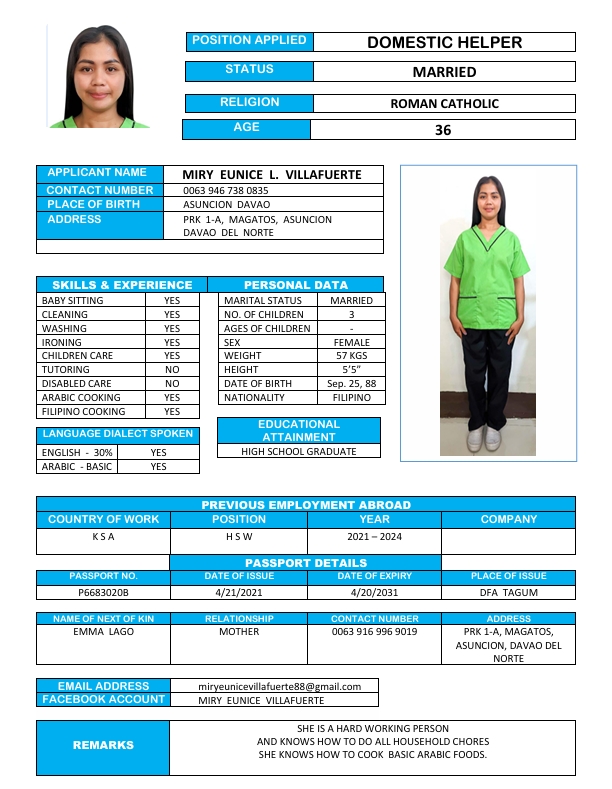 POSITION APPLIED DOMESTIC HELPER
STATUS MARRIED
RELIGION ROMAN CATHOLIC
AGE 36
APPLICANT NAME MIRY EUNICE L. VILLAFUERTE
CONTACT NUMBER 0063 946 738 0835
PLACE OF BIRTH ASUNCION DAVAO
ADDRESS PRK 1-A, MAGATOS, ASUNCION
DAVAO DEL NORTE
SKILLS & EXPERIENCE PERSONAL DATA
BABY SITTING YES MARITAL STATUS MARRIED
CLEANING YES NO. OF CHILDREN 3
WASHING YES AGES OF CHILDREN -
IRONING YES SEX FEMALE
CHILDREN CARE YES WEIGHT 57 KGS
TUTORING NO HEIGHT 5’5”
DISABLED CARE NO DATE OF BIRTH Sep. 25, 88
ARABIC COOKING YES NATIONALITY FILIPINO
FILIPINO COOKING YES
LANGUAGE DIALECT SPOKEN
ENGLISH - 30% YES
ARABIC - BASIC YES
EDUCATIONAL
ATTAINMENT
HIGH SCHOOL GRADUATE
PREVIOUS EMPLOYMENT ABROAD
COUNTRY OF WORK POSITION YEAR COMPANY
K S A H S W 2021 – 2024
PASSPORT DETAILS
PASSPORT NO. DATE OF ISSUE DATE OF EXPIRY PLACE OF ISSUE
P6683020B 4/21/2021 4/20/2031 DFA TAGUM
NAME OF NEXT OF KIN RELATIONSHIP CONTACT NUMBER ADDRESS
EMMA LAGO MOTHER 0063 916 996 9019 PRK 1-A, MAGATOS,
ASUNCION, DAVAO DEL
NORTE
EMAIL ADDRESS miryeunicevillafuerte88@gmail.com
FACEBOOK ACCOUNT MIRY EUNICE VILLAFUERTE
REMARKS
SHE IS A HARD WORKING PERSON
AND KNOWS HOW TO DO ALL HOUSEHOLD CHORES
SHE KNOWS HOW TO COOK BASIC ARABIC FOODS.